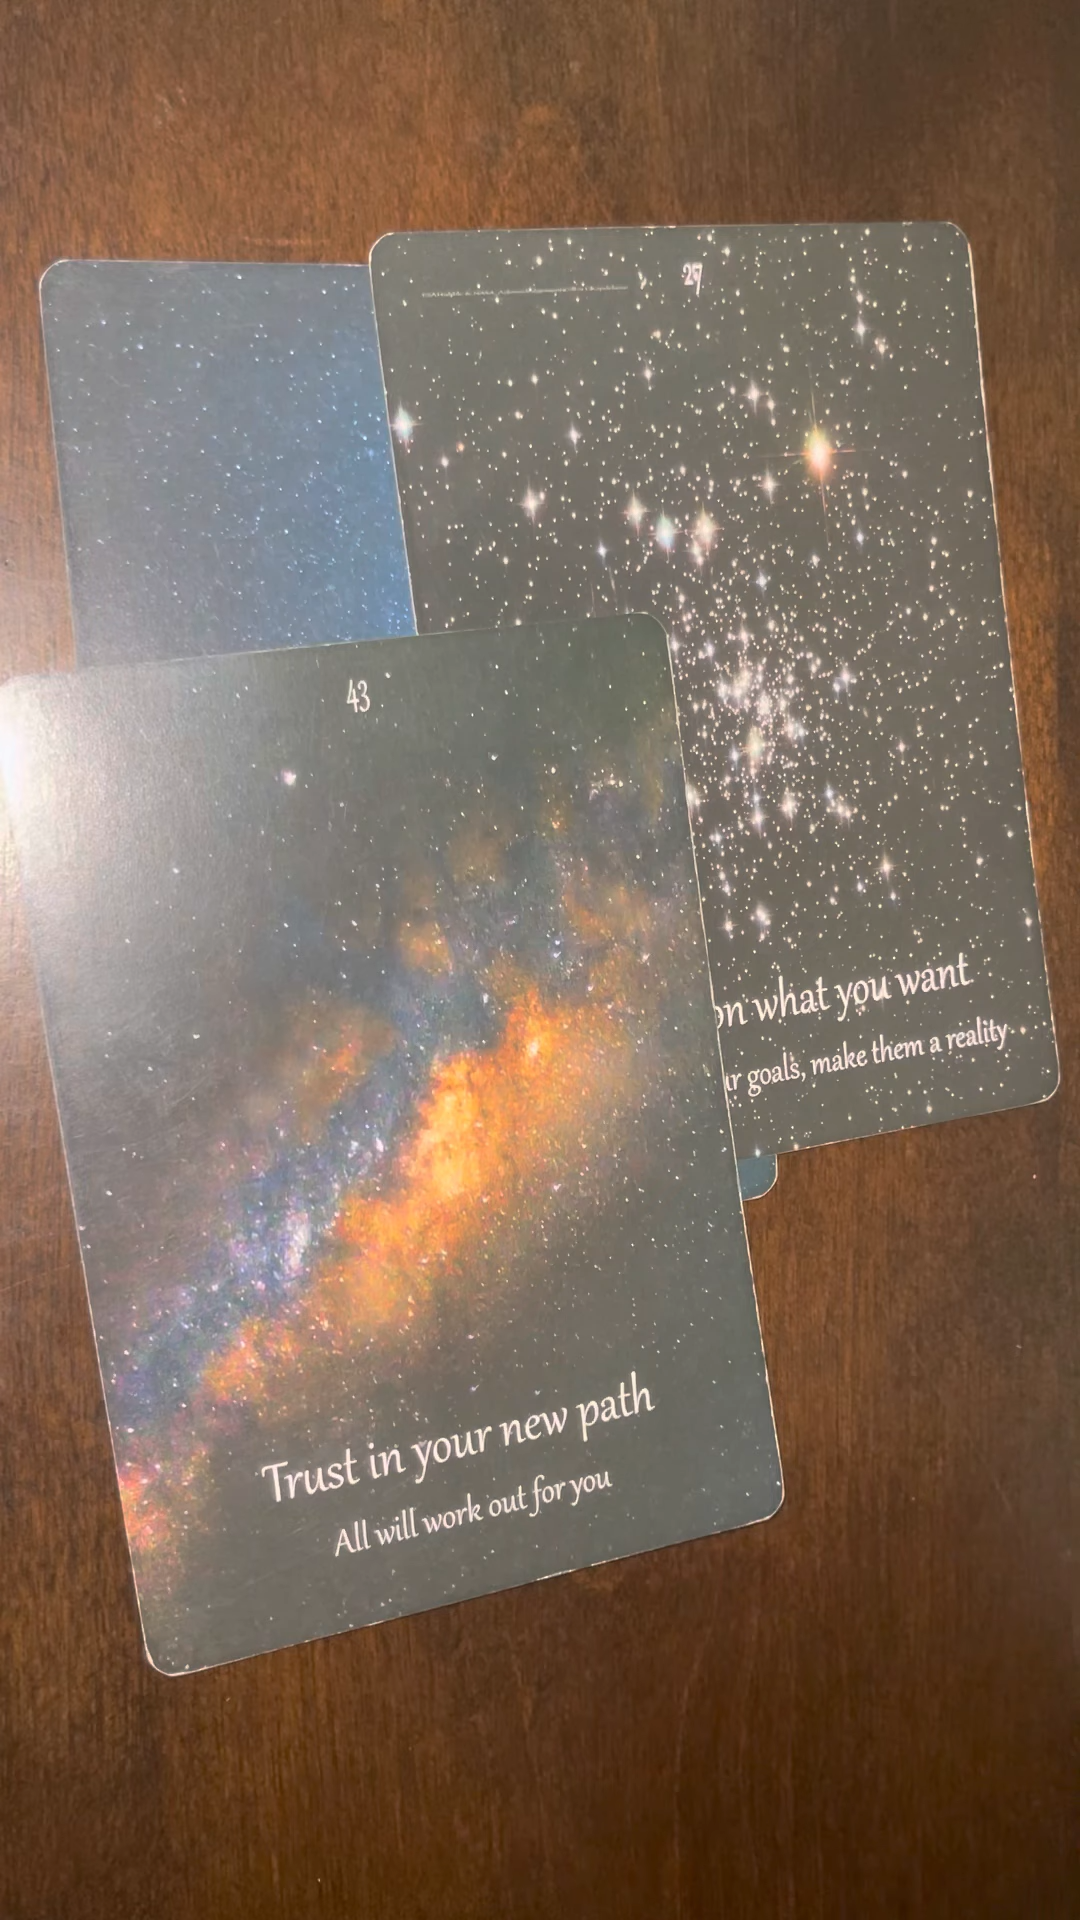 27
on what you want
ur goals, make them a reality
43
Trust in your new path
All will work out for you